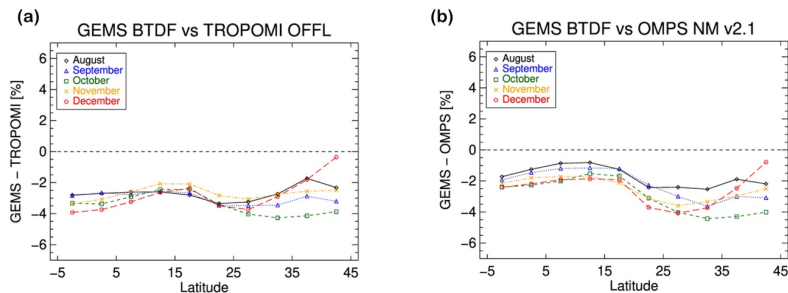 (a)
GEMS BTDF vs TROPOMI OFFL
GEMS − TROPOMI [%]
6
4
2
0
−2
−4
−6
August
September
October
November
December
−5
5
15
25
35
45
Latitude
(b)
GEMS BTDF vs OMPS NM v2.1
GEMS − OMPS [%]
6
4
2
0
−2
−4
−6
August
September
October
November
December
−5
5
15
25
35
45
Latitude